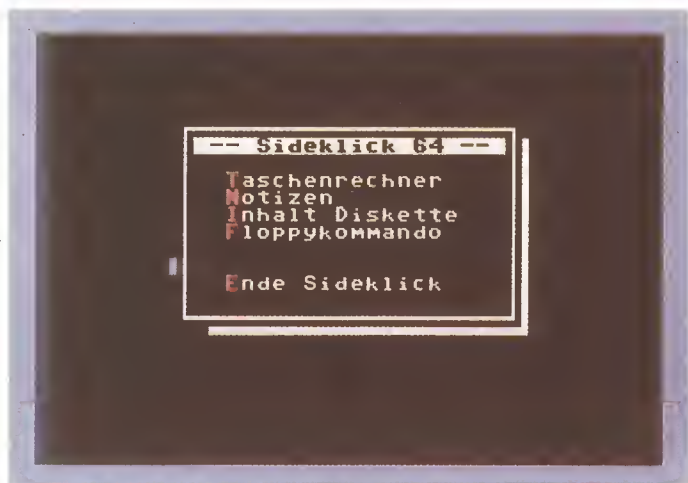 -- Sideklick 64 --
Taschenrechner
Notizen
Inhalt Diskette
Floppykommando
Ende Sideklick